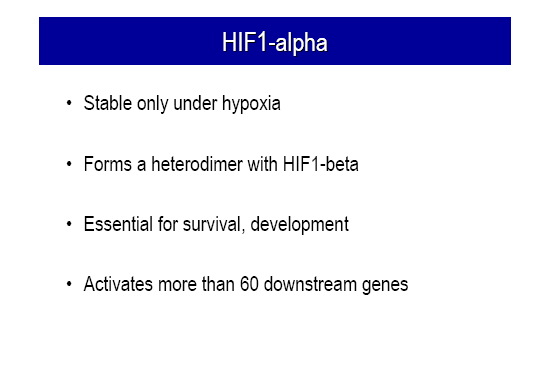 HIF1-alpha
• Stable only under hypoxia
• Forms a heterodimer with HIF1-beta
• Essential for survival, development
• Activates more than 60 downstream genes